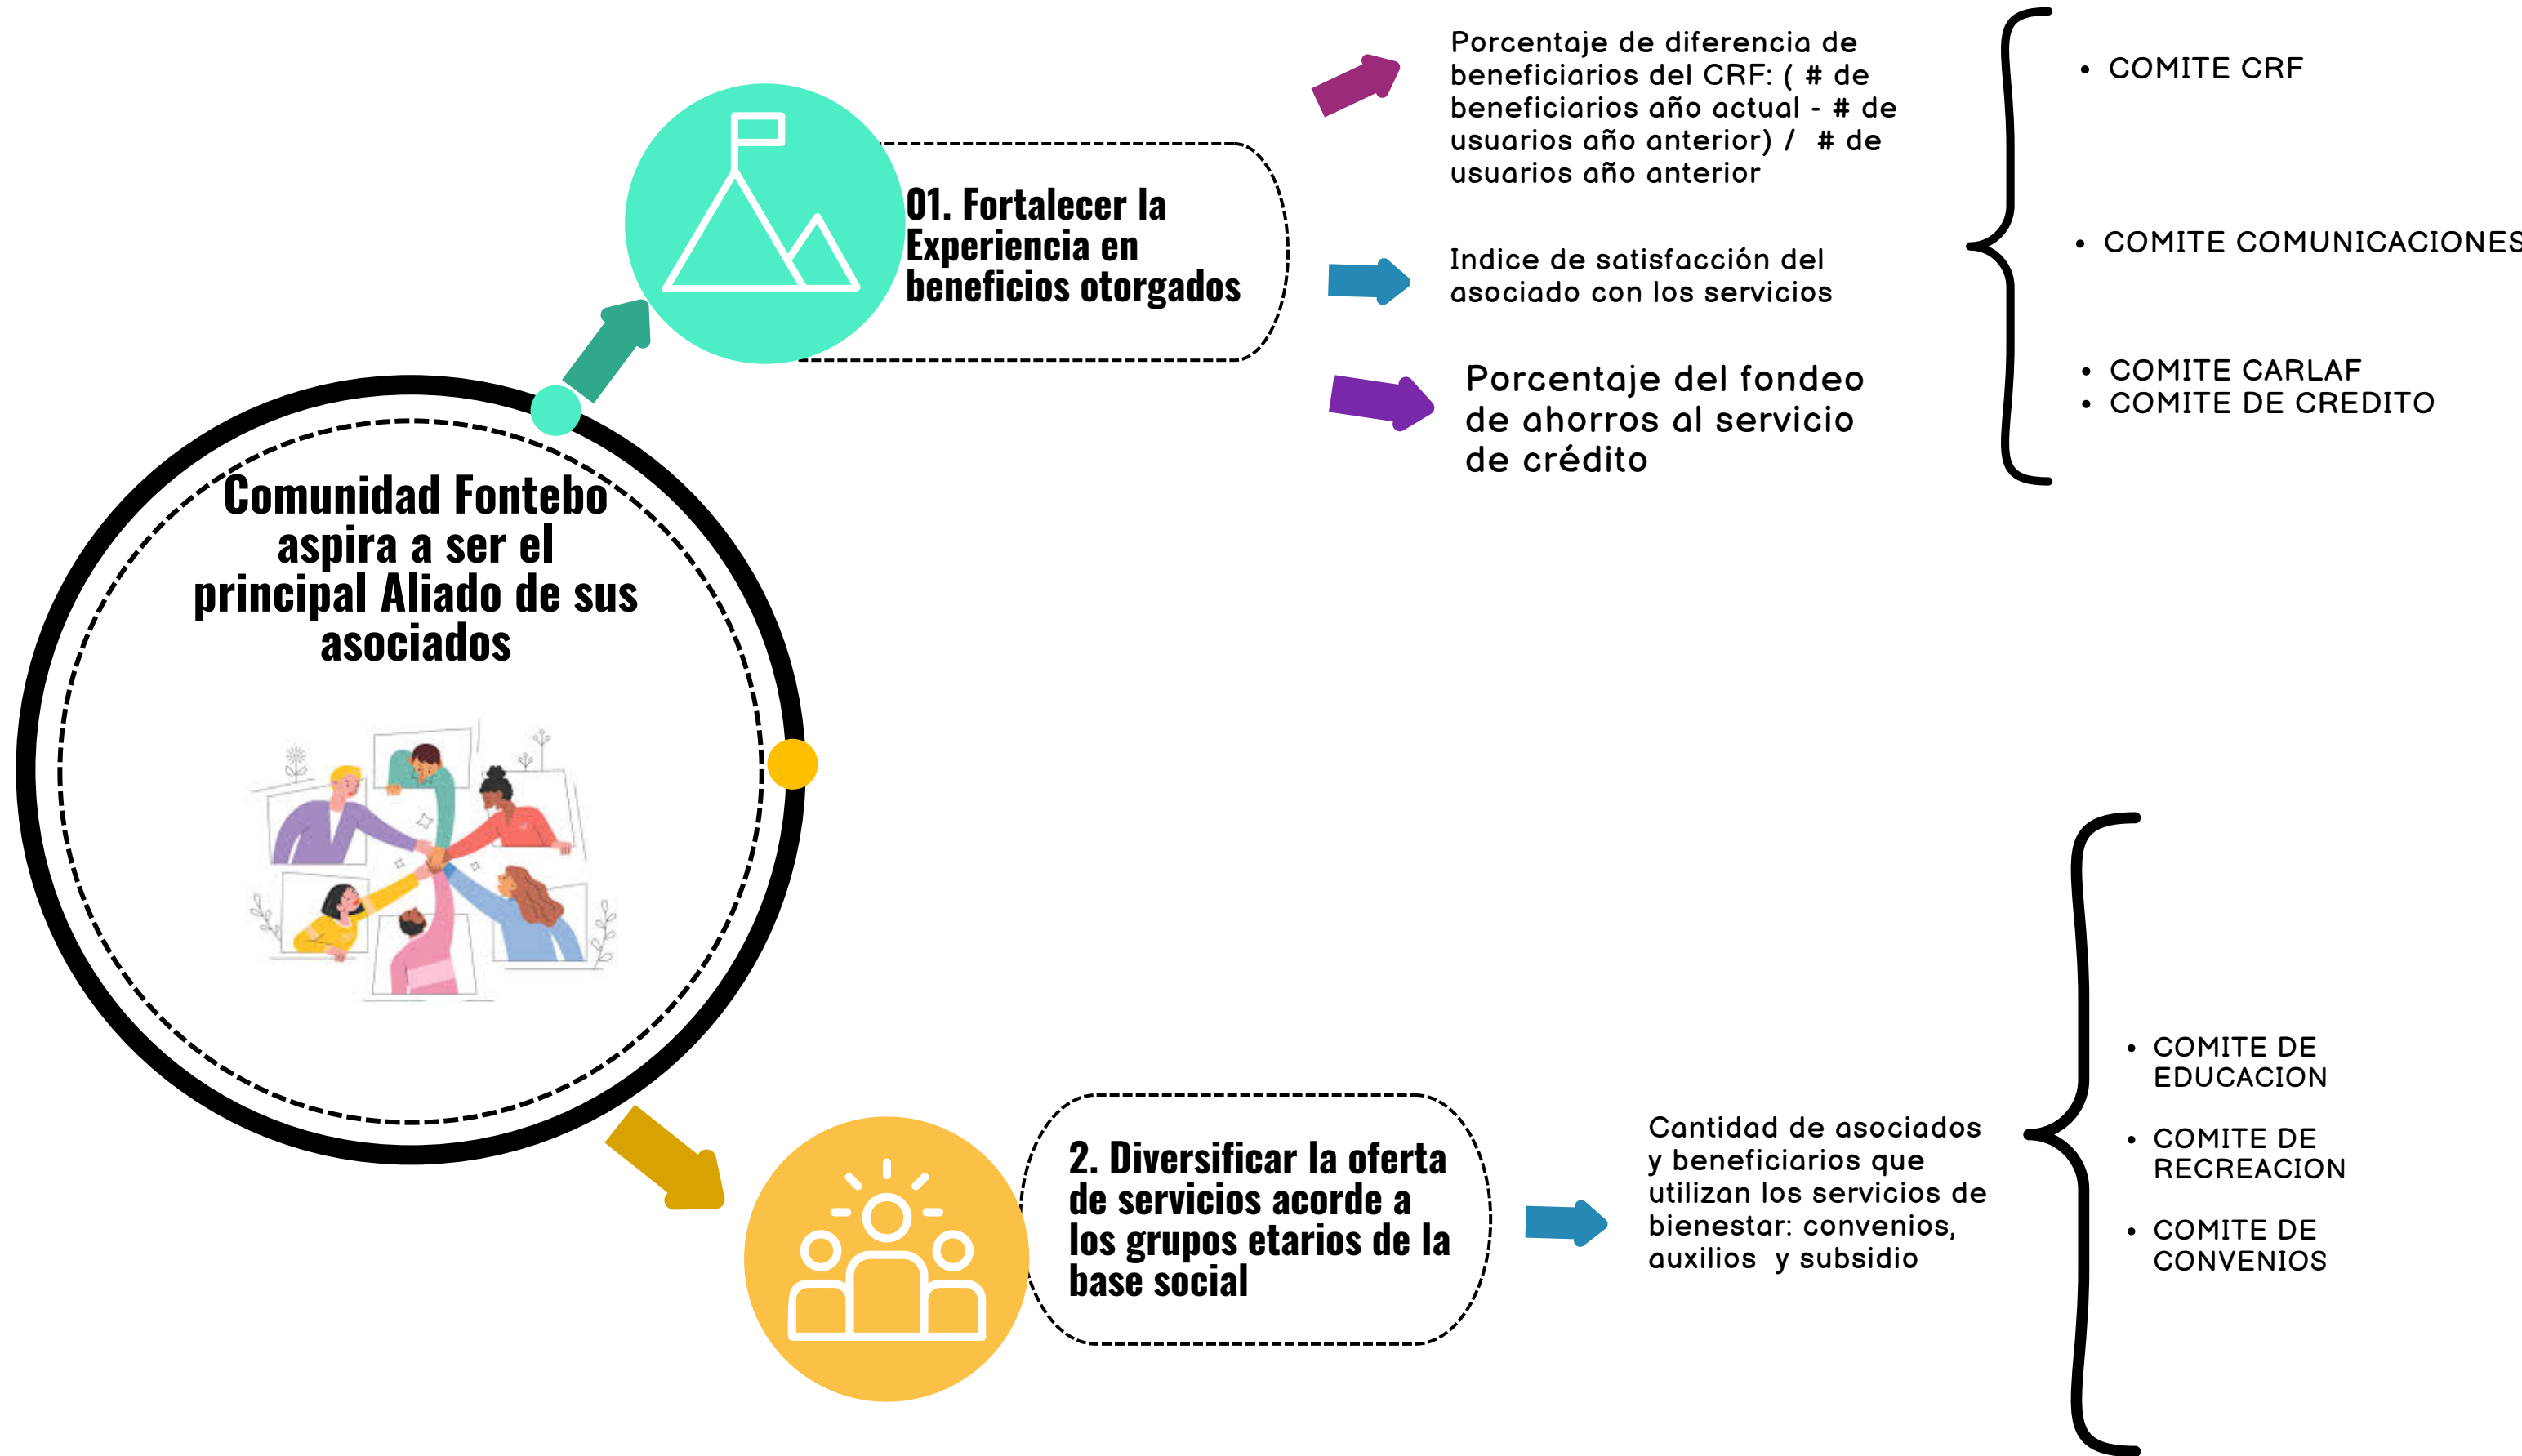 Comunidad Fontebo
aspira a ser el
principal Aliado de sus
asociados
01. Fortalecer la
Experiencia en
beneficios otorgados
Porcentaje de diferencia de
beneficiarios del CRF: ( # de
beneficiarios año actual - # de
usuarios año anterior) / # de
usuarios año anterior
Indice de satisfacción del
asociado con los servicios
Porcentaje del fondeo
de ahorros al servicio
de crédito
• COMITE CRF
• COMITE COMUNICACIONES
• COMITE CARLAF
• COMITE DE CREDITO
2. Diversificar la oferta
de servicios acorde a
los grupos etarios de la
base social
Cantidad de asociados
y beneficiarios que
utilizan los servicios de
bienestar: convenios,
auxilios y subsidio
• COMITE DE
EDUCACION
• COMITE DE
RECREACION
• COMITE DE
CONVENIOS